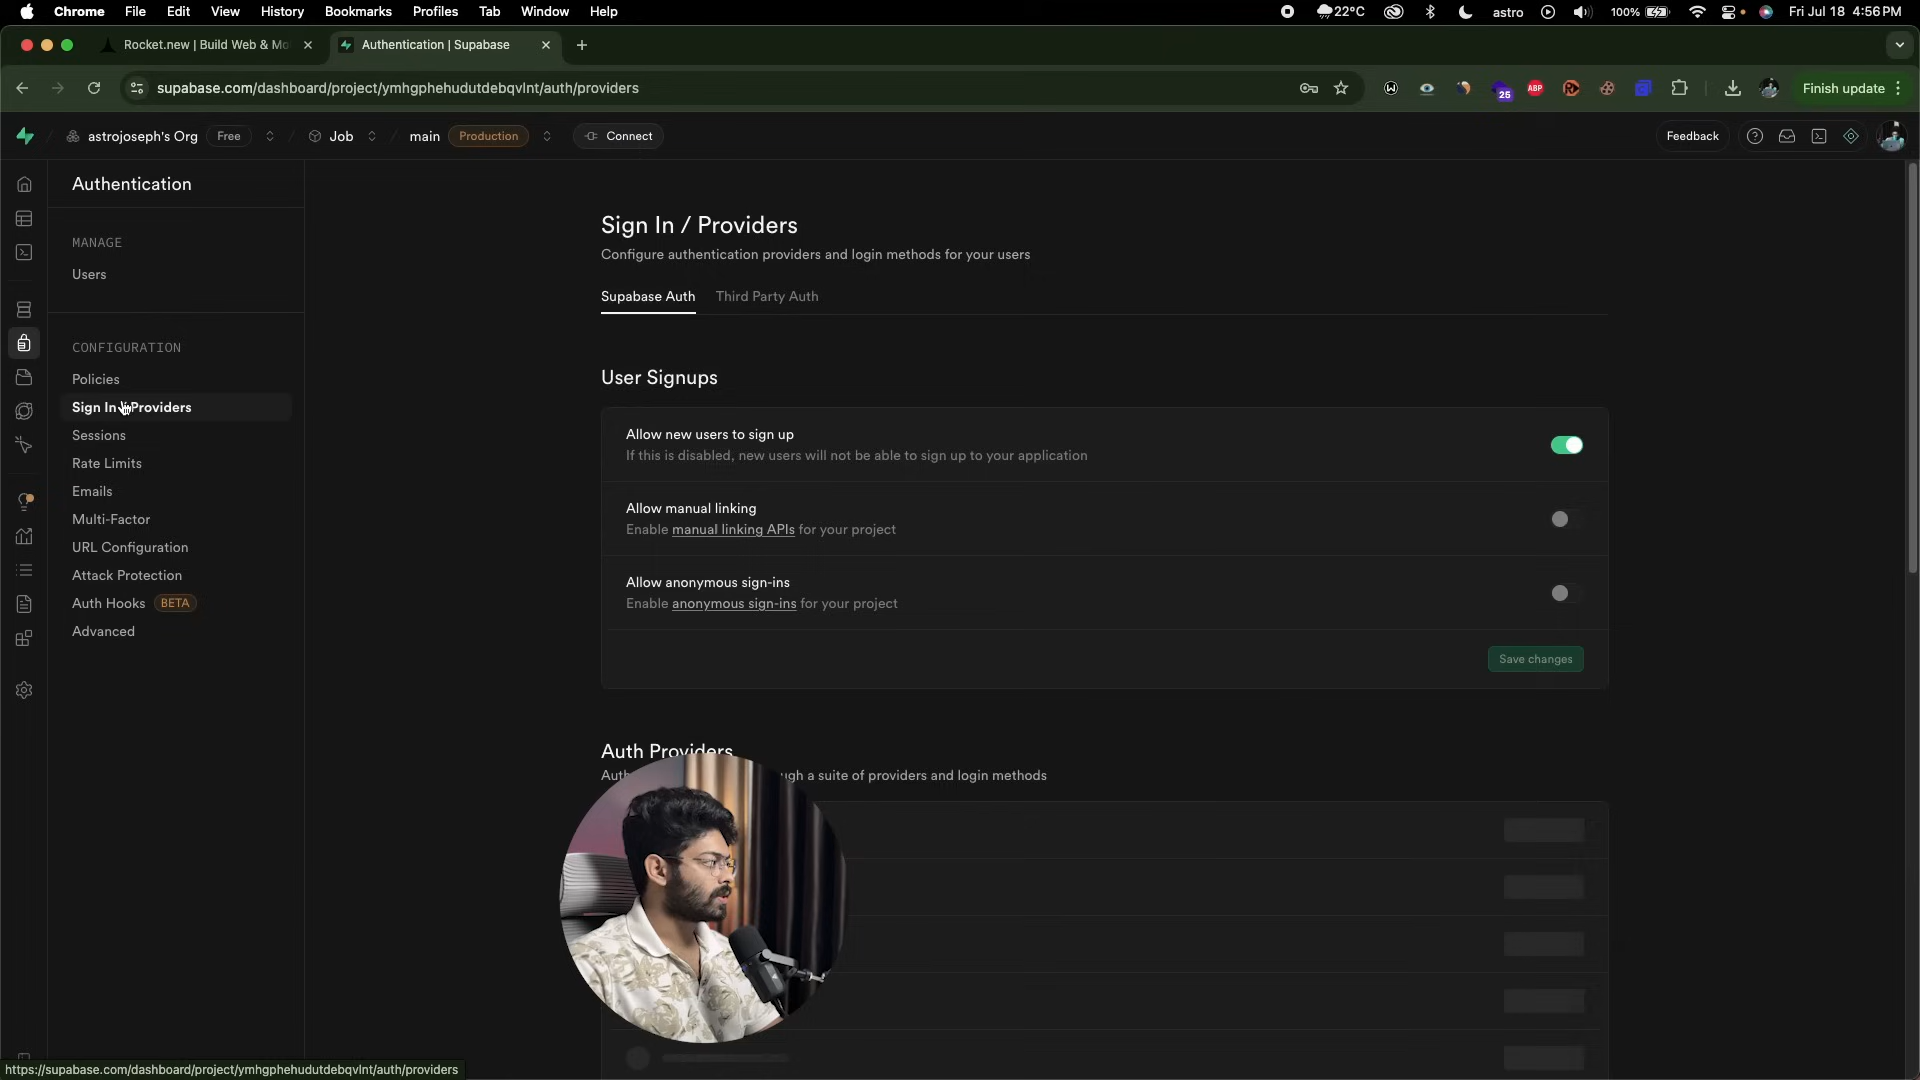 Chrome File Edit View History Bookmarks Profiles Tab Window Help 22°C astro 100% Fri Jul 18 4:56 PM
Rocket.new | Build Web & Mo
Authentication | Supabase
supabase.com/dashboard/project/ymhgphehudutdebqvlnt/auth/providers
25
ABP
Finish update
astrojoseph's Org Free Job main Production Connect Feedback
Authentication
MANAGE
Users
CONFIGURATION
Policies
Sign In / Providers
Sessions
Rate Limits
Emails
Multi-Factor
URL Configuration
Attack Protection
Auth Hooks BETA
Advanced
Sign In / Providers
Configure authentication providers and login methods for your users
Supabase Auth Third Party Auth
User Signups
Allow new users to sign up
If this is disabled, new users will not be able to sign up to your application
Allow manual linking
Enable manual linking APIs for your project
Allow anonymous sign-ins
Enable anonymous sign-ins for your project
Save changes
Auth Providers
a suite of providers and login methods
https://supabase.com/dashboard/project/ymhgphehudutdebqvlnt/auth/providers